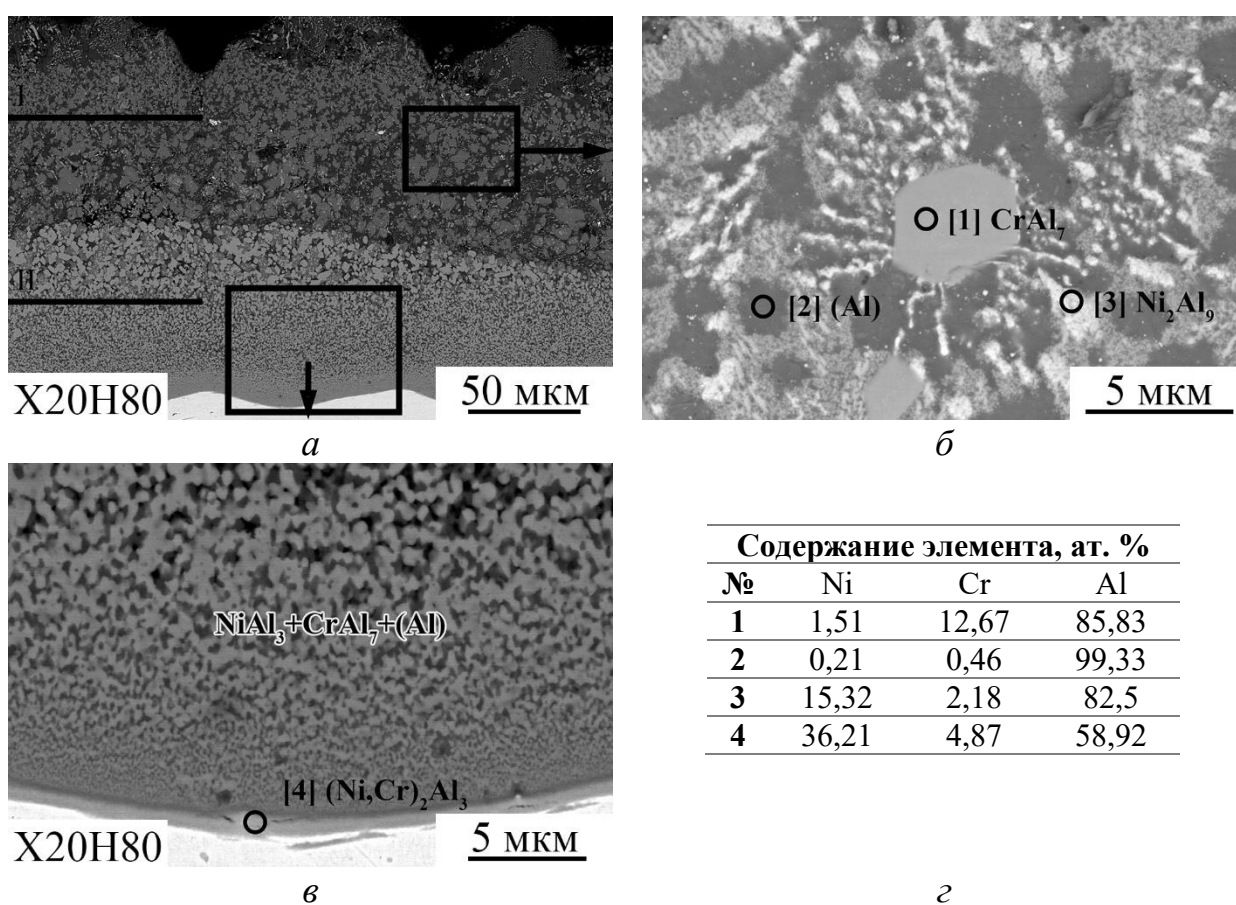 I
II
Х20Н80
50 мкм
а
[1] CrAl₇
[2] (Al)
[3] Ni₂Al₉
5 мкм
б
NiAl₃+CrAl₇+(Al)
[4] (Ni,Cr)₂Al₃
Х20Н80
5 мкм
в
Содержание элемента, ат. %
№ Ni Cr Al
1 1,51 12,67 85,83
2 0,21 0,46 99,33
3 15,32 2,18 82,5
4 36,21 4,87 58,92
г